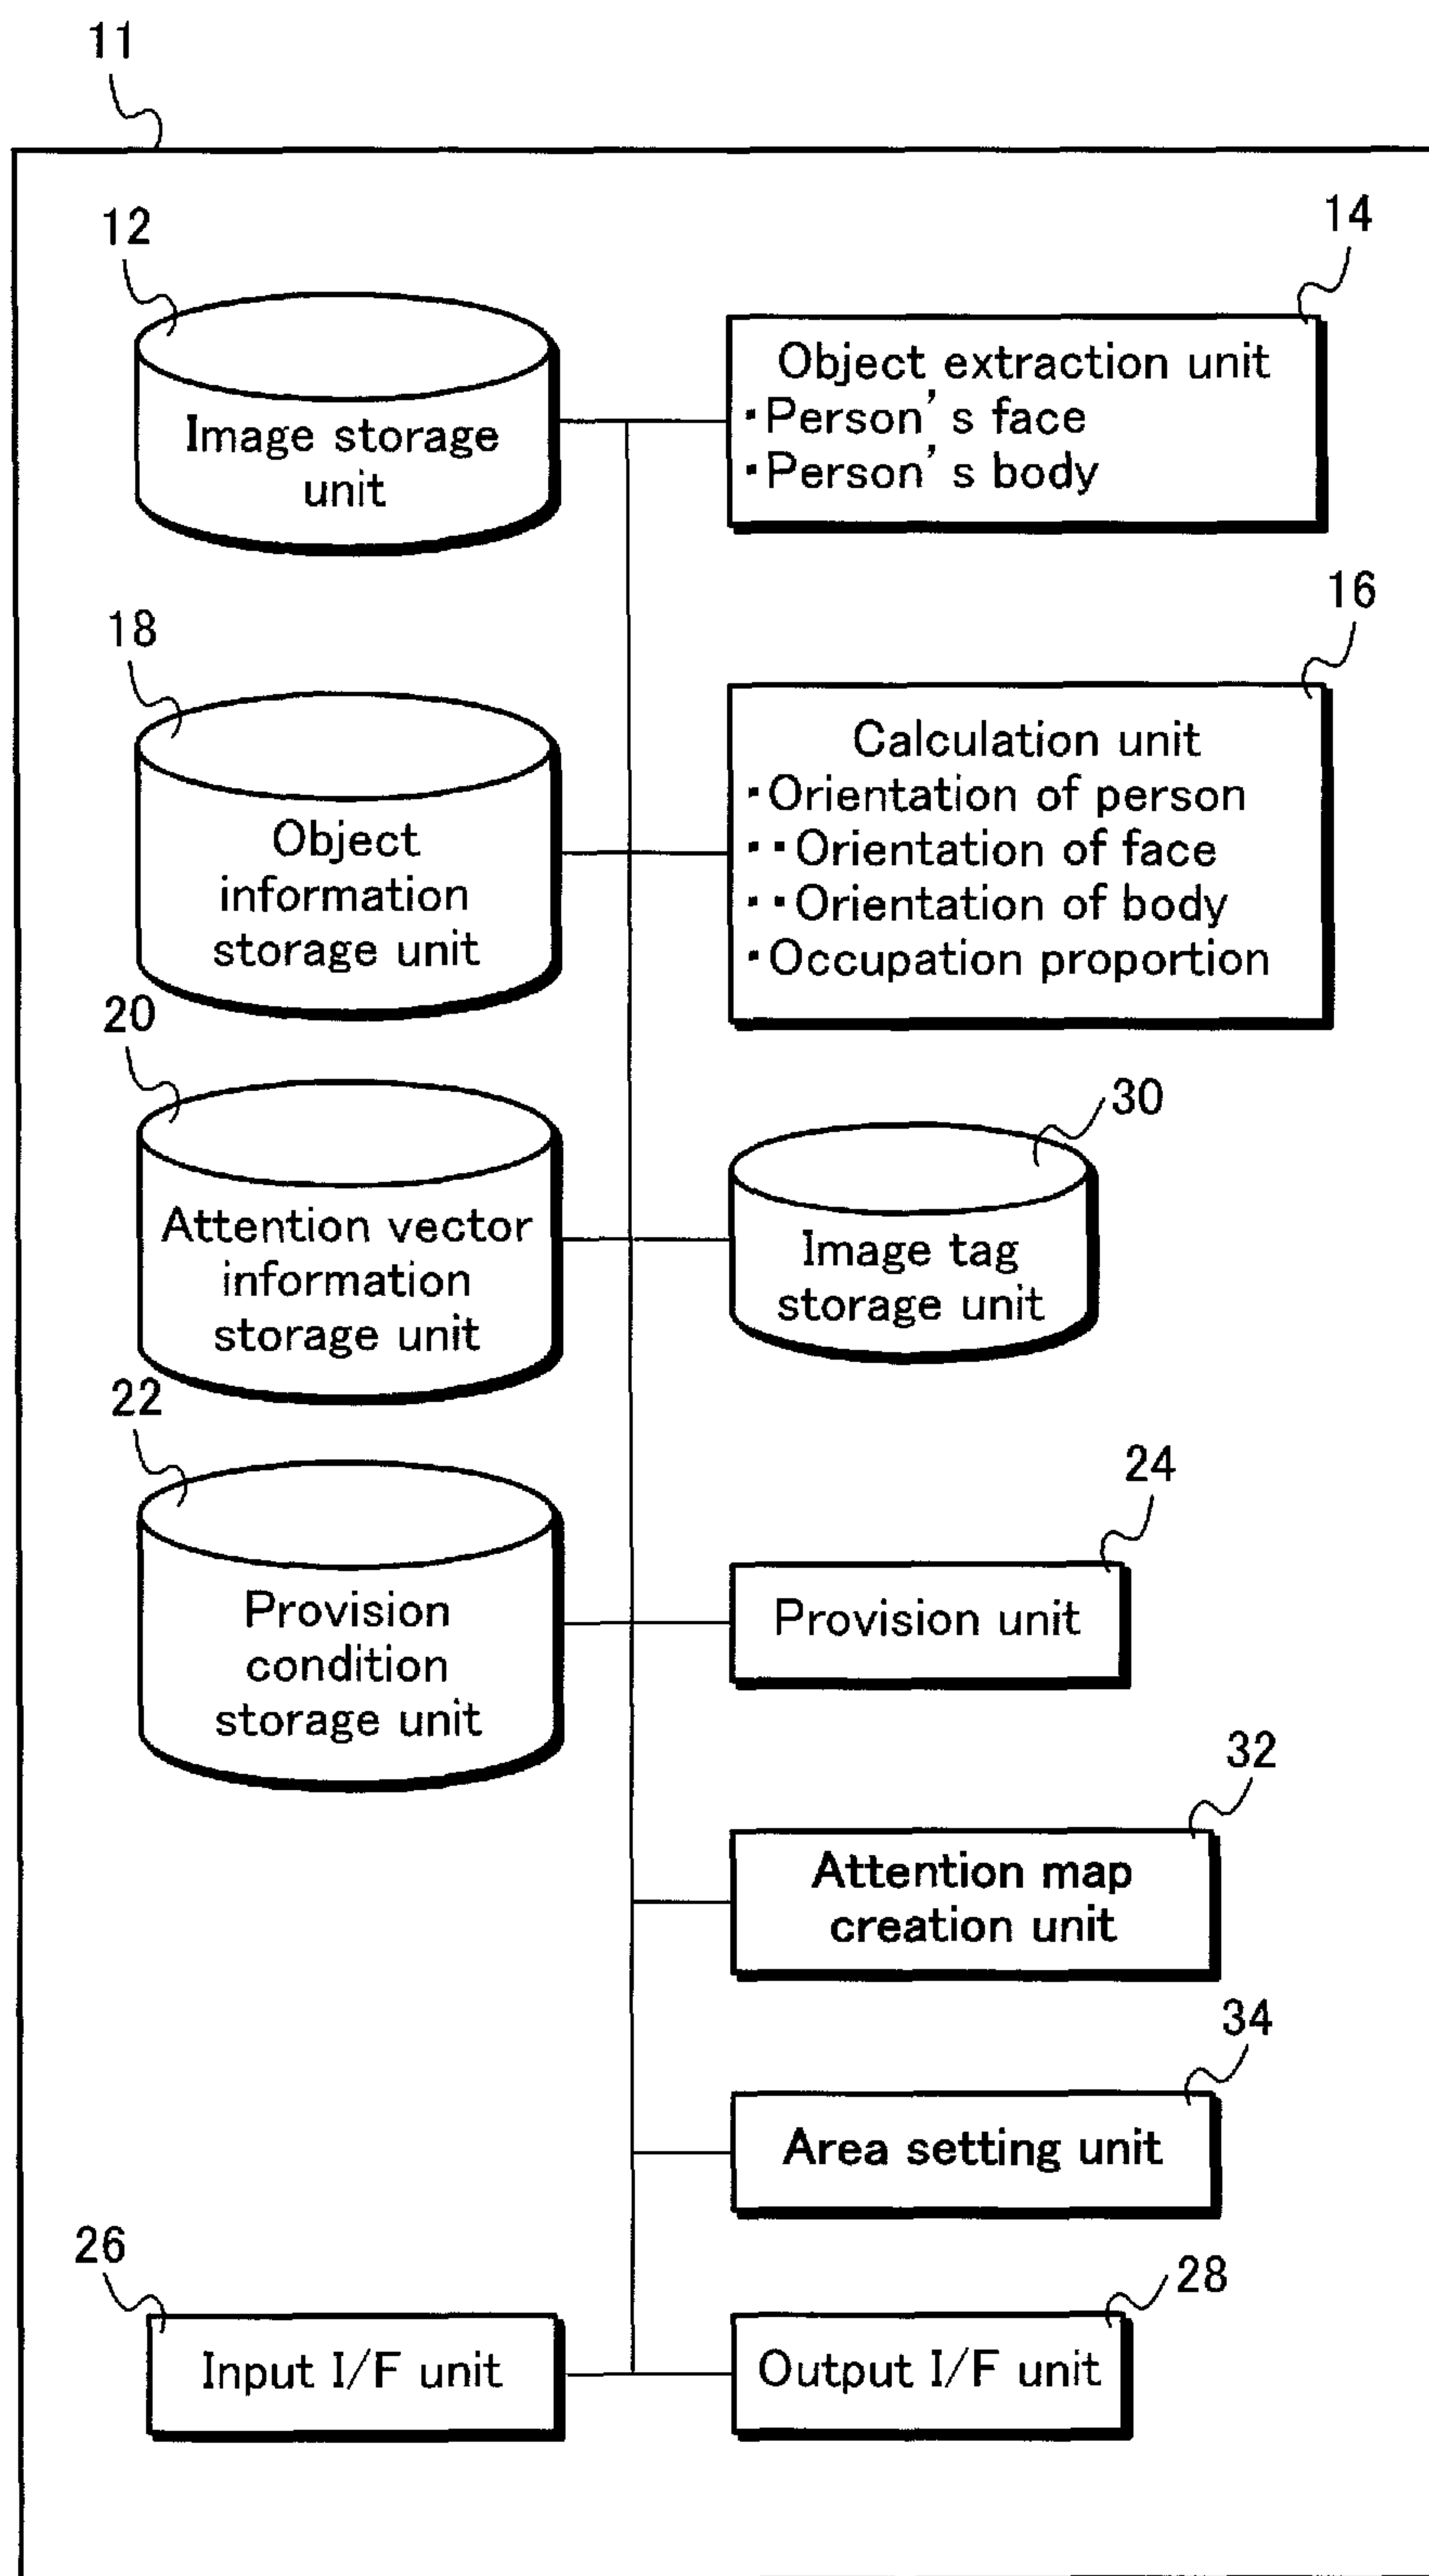 11
12
Image storage
unit
14
Object extraction unit
・Person's face
・Person's body
18
Object
information
storage unit
16
Calculation unit
・Orientation of person
・・Orientation of face
・・Orientation of body
・Occupation proportion
20
Attention vector
information
storage unit
30
Image tag
storage unit
22
Provision
condition
storage unit
24
Provision unit
32
Attention map
creation unit
34
Area setting unit
26
Input I/F unit
28
Output I/F unit